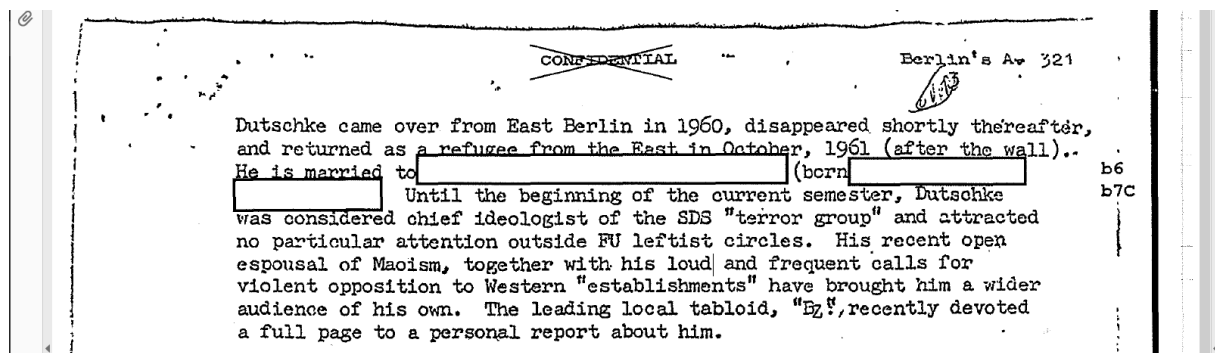 CONFIDENTIAL
Berlin's A- 321
Dutschke came over from East Berlin in 1960, disappeared shortly thereafter,
and returned as a refugee from the East in October, 1961 (after the wall).
He is married to (born
b6
b7C
Until the beginning of the current semester, Dutschke
was considered chief ideologist of the SDS "terror group" and attracted
no particular attention outside FU leftist circles. His recent open
espousal of Maoism, together with his loud and frequent calls for
violent opposition to Western "establishments" have brought him a wider
audience of his own. The leading local tabloid, "BZ", recently devoted
a full page to a personal report about him.